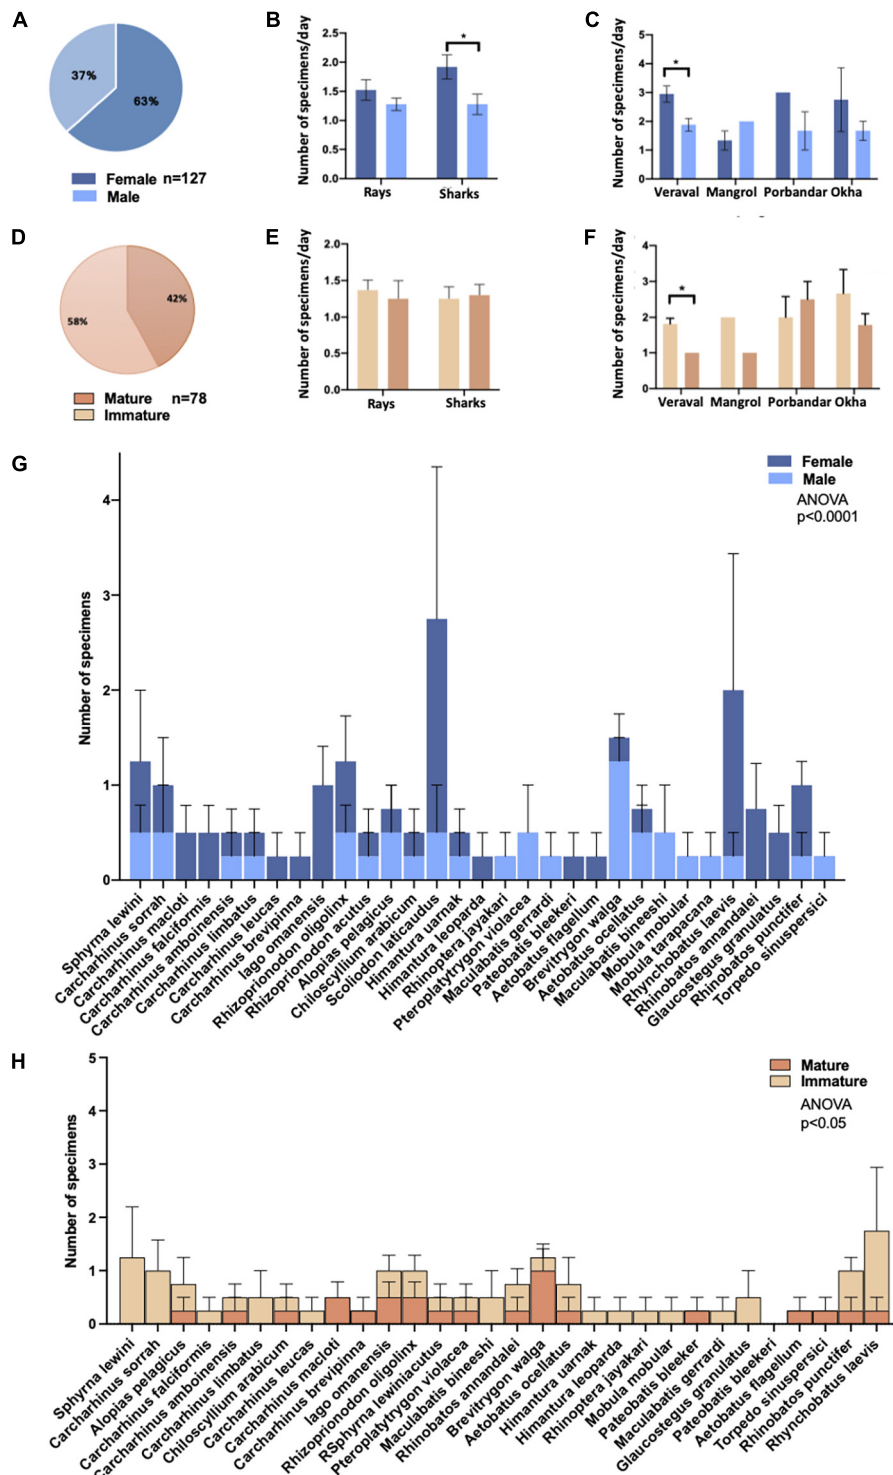 A
37%
63%
Female n=127
Male
B
Number of specimens/day
2.5
2.0
1.5
1.0
0.5
0.0
*
Rays
Sharks
C
Number of specimens/day
5
4
3
2
1
0
*
Veraval Mangrol Porbandar Okha
D
58%
42%
Mature n=78
Immature
E
Number of specimens/day
2.0
1.5
1.0
0.5
0.0
Rays
Sharks
F
Number of specimens/day
4
3
2
1
0
*
Veraval Mangrol Porbandar Okha
G
Female
Male
ANOVA
p<0.0001
Number of specimens
4
3
2
1
0
Sphyrna lewini
Carcharhinus sorrah
Carcharhinus macloti
Carcharhinus falciformis
Carcharhinus amboinensis
Carcharhinus limbatus
Carcharhinus leucas
Carcharhinus brevipinna
Iago omanensis
Rhizoprionodon oligolinx
Rhizoprionodon acutus
Alopias pelagicus
Chiloscyllium arabicum
Scoliodon laticaudus
Himantura uarnak
Himantura leoparda
Rhinoptera jayakari
Pteroplatytrygon violacea
Maculabatis gerrardi
Pateobatis bleekeri
Aetobatus flagellum
Brevitrygon walga
Aetobatus ocellatus
Maculabatis bineeshi
Mobula mobular
Mobula tarapacana
Rhynchobatus laevis
Rhinobatos annandalei
Glaucostegus granulatus
Rhinobatos punctifer
Torpedo sinuspersici
H
Mature
Immature
ANOVA
p<0.05
Number of specimens
5
4
3
2
1
0
Sphyrna lewini
Carcharhinus sorrah
Alopias pelagicus
Carcharhinus falciformis
Carcharhinus amboinensis
Carcharhinus limbatus
Chiloscyllium arabicum
Carcharhinus leucas
Carcharhinus macloti
Carcharhinus brevipinna
Iago omanensis
Rhizoprionodon oligolinx
RSphyrna lewiniacutus
Pteroplatytrygon violacea
Maculabatis bineeshi
Rhinobatos annandalei
Brevitrygon walga
Aetobatus ocellatus
Himantura uarnak
Himantura leoparda
Rhinoptera jayakari
Mobula mobular
Pateobatis bleeker
Maculabatis gerrardi
Glaucostegus granulatus
Pateobatis bleekeri
Aetobatus flagellum
Torpedo sinuspersici
Rhinobatos punctifer
Rhynchobatus laevis